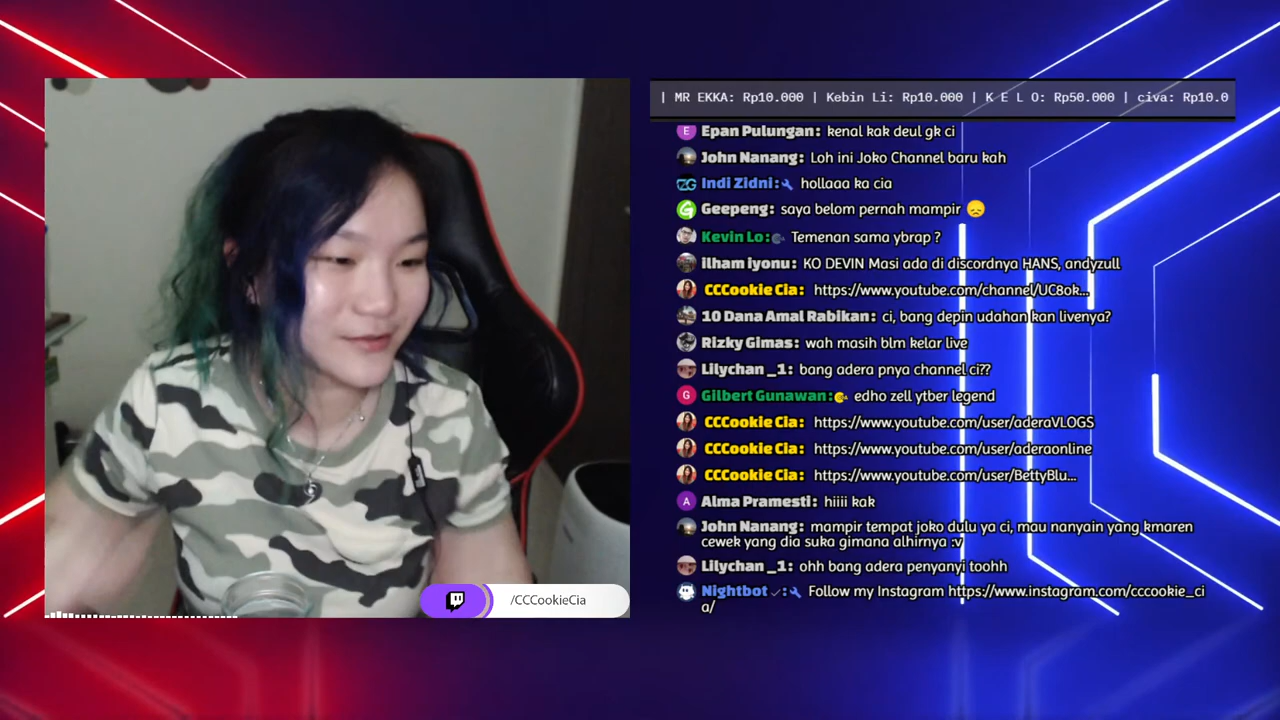 | MR EKKA: Rp10.000 | Kebin Li: Rp10.000 | K E L O: Rp50.000 | civa: Rp10.0
E Epan Pulungan: kenal kak deul gk ci
John Nanang: Loh ini Joko Channel baru kah
ZG Indi Zidni: hollaaa ka cia
Geepeng: saya belom pernah mampir 😞
Kevin Lo: Temenan sama ybrap ?
ilham iyonu: KO DEVIN Masi ada di discordnya HANS, andyzull
CCCookie Cia: https://www.youtube.com/channel/UC8ok...
10 Dana Amal Rabikan: ci, bang depin udahan kan livenya?
Rizky Gimas: wah masih blm kelar live
Lilychan _1: bang adera pnya channel ci??
G Gilbert Gunawan: edho zell ytber legend
CCCookie Cia: https://www.youtube.com/user/aderaVLOGS
CCCookie Cia: https://www.youtube.com/user/aderaonline
CCCookie Cia: https://www.youtube.com/user/BettyBlu...
A Alma Pramesti: hiiii kak
John Nanang: mampir tempat joko dulu ya ci, mau nanyain yang kmaren
cewek yang dia suka gimana alhirnya :v
Lilychan _1: ohh bang adera penyanyi toohh
Nightbot ✓: Follow my Instagram https://www.instagram.com/cccookie_ci
a/
/CCCookieCia